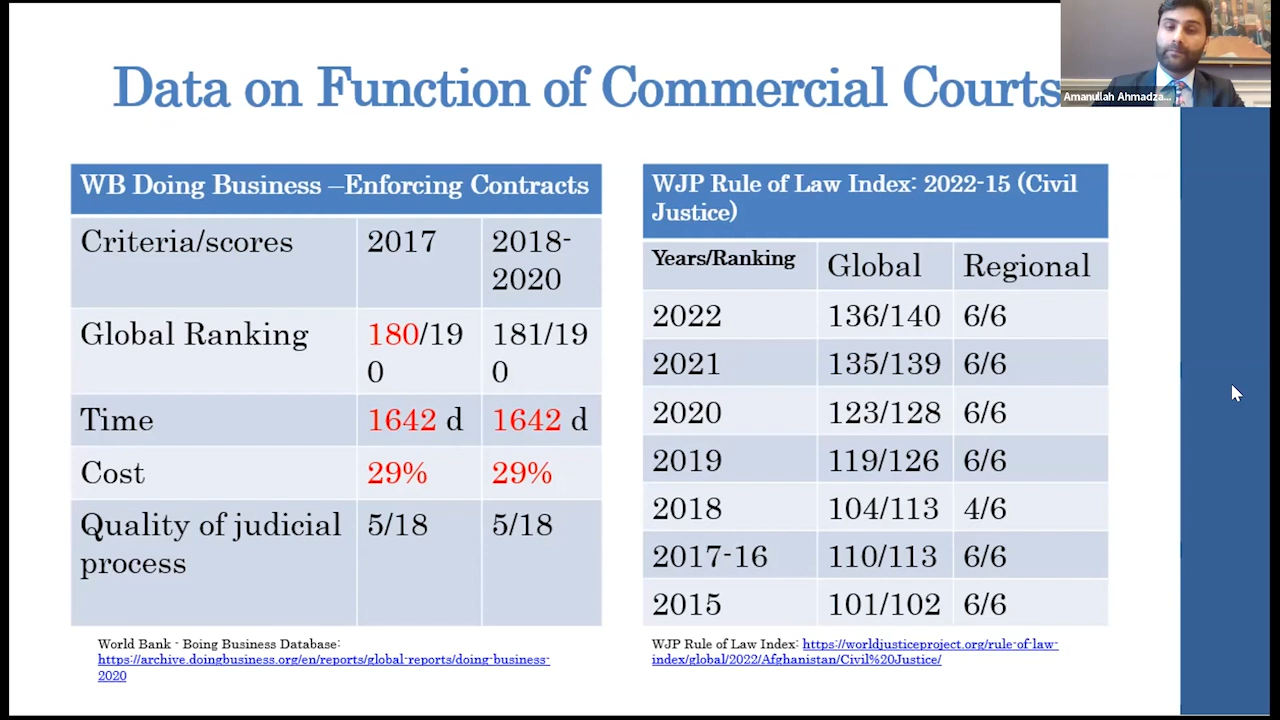 Data on Function of Commercial Courts
Amanullah Ahmadza...
WB Doing Business –Enforcing Contracts
Criteria/scores 2017 2018-
2020
Global Ranking 180/19 181/19
0 0
Time 1642 d 1642 d
Cost 29% 29%
Quality of judicial 5/18 5/18
process
World Bank - Boing Business Database:
https://archive.doingbusiness.org/en/reports/global-reports/doing-business-
2020
WJP Rule of Law Index: 2022-15 (Civil
Justice)
Years/Ranking Global Regional
2022 136/140 6/6
2021 135/139 6/6
2020 123/128 6/6
2019 119/126 6/6
2018 104/113 4/6
2017-16 110/113 6/6
2015 101/102 6/6
WJP Rule of Law Index: https://worldjusticeproject.org/rule-of-law-
index/global/2022/Afghanistan/Civil%20Justice/